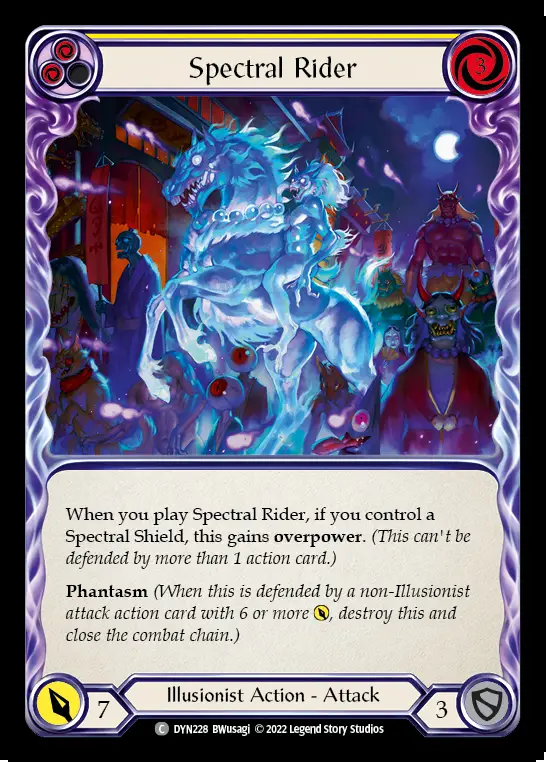 Spectral Rider
3
When you play Spectral Rider, if you control a
Spectral Shield, this gains overpower. (This can't be
defended by more than 1 action card.)
Phantasm (When this is defended by a non-Illusionist
attack action card with 6 or more , destroy this and
close the combat chain.)
7
Illusionist Action - Attack
3
C DYN228 BWusagi © 2022 Legend Story Studios